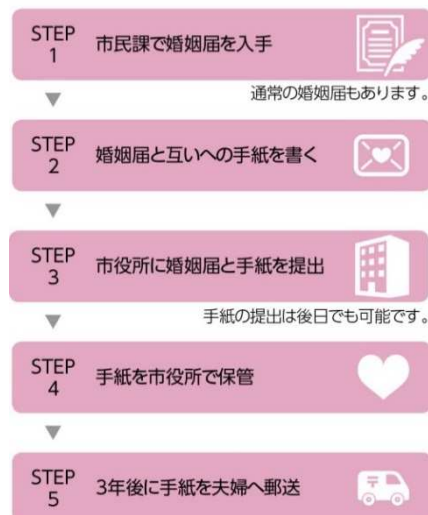 STEP 1 市民課で婚姻届を入手
通常の婚姻届もあります。
STEP 2 婚姻届と互いへの手紙を書く
STEP 3 市役所に婚姻届と手紙を提出
手紙の提出は後日でも可能です。
STEP 4 手紙を市役所で保管
STEP 5 3年後に手紙を夫婦へ郵送
〒